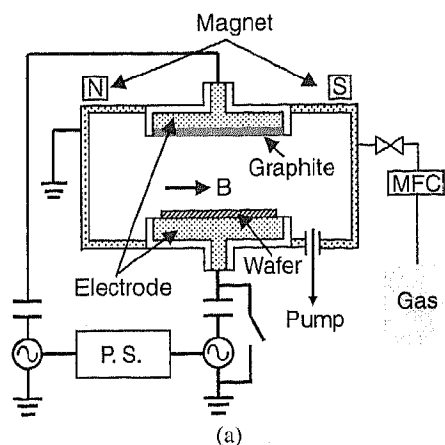 Magnet
N
S
Graphite
B
MFC
Electrode
Wafer
Pump
Gas
P. S.
(a)